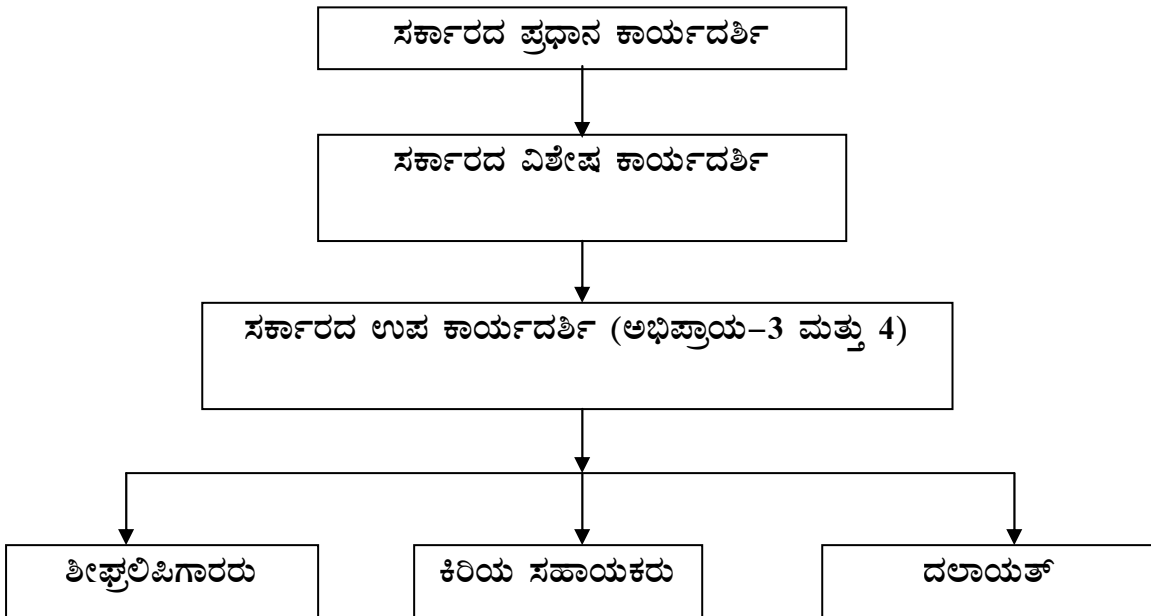 ಸರ್ಕಾರದ ಪ್ರಧಾನ ಕಾರ್ಯದರ್ಶಿ
ಸರ್ಕಾರದ ವಿಶೇಷ ಕಾರ್ಯದರ್ಶಿ
ಸರ್ಕಾರದ ಉಪ ಕಾರ್ಯದರ್ಶಿ (ಅಭಿಪ್ರಾಯ-3 ಮತ್ತು 4)
ಶೀಘ್ರಲಿಪಿಗಾರರು
ಕಿರಿಯ ಸಹಾಯಕರು
ದಲಾಯತ್